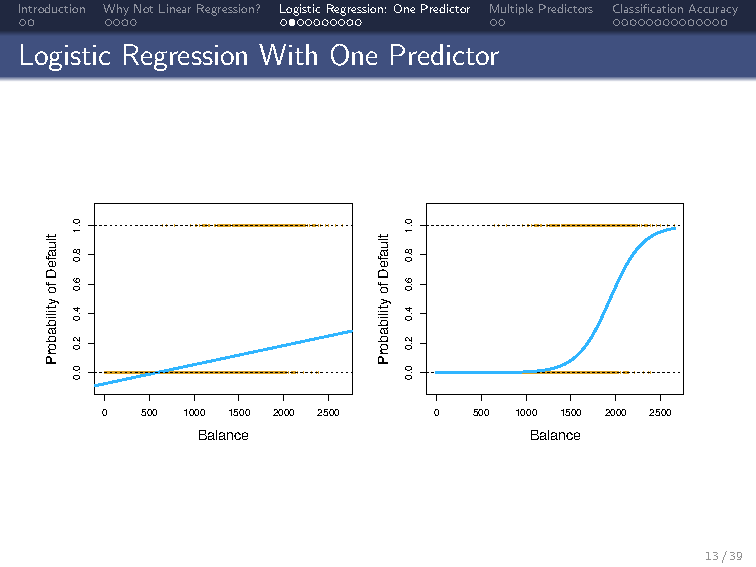 Introduction Why Not Linear Regression? Logistic Regression: One Predictor Multiple Predictors Classification Accuracy
Logistic Regression With One Predictor
Probability of Default
1.0
0.8
0.6
0.4
0.2
0.0
0 500 1000 1500 2000 2500
Balance
Probability of Default
1.0
0.8
0.6
0.4
0.2
0.0
0 500 1000 1500 2000 2500
Balance
13 / 39